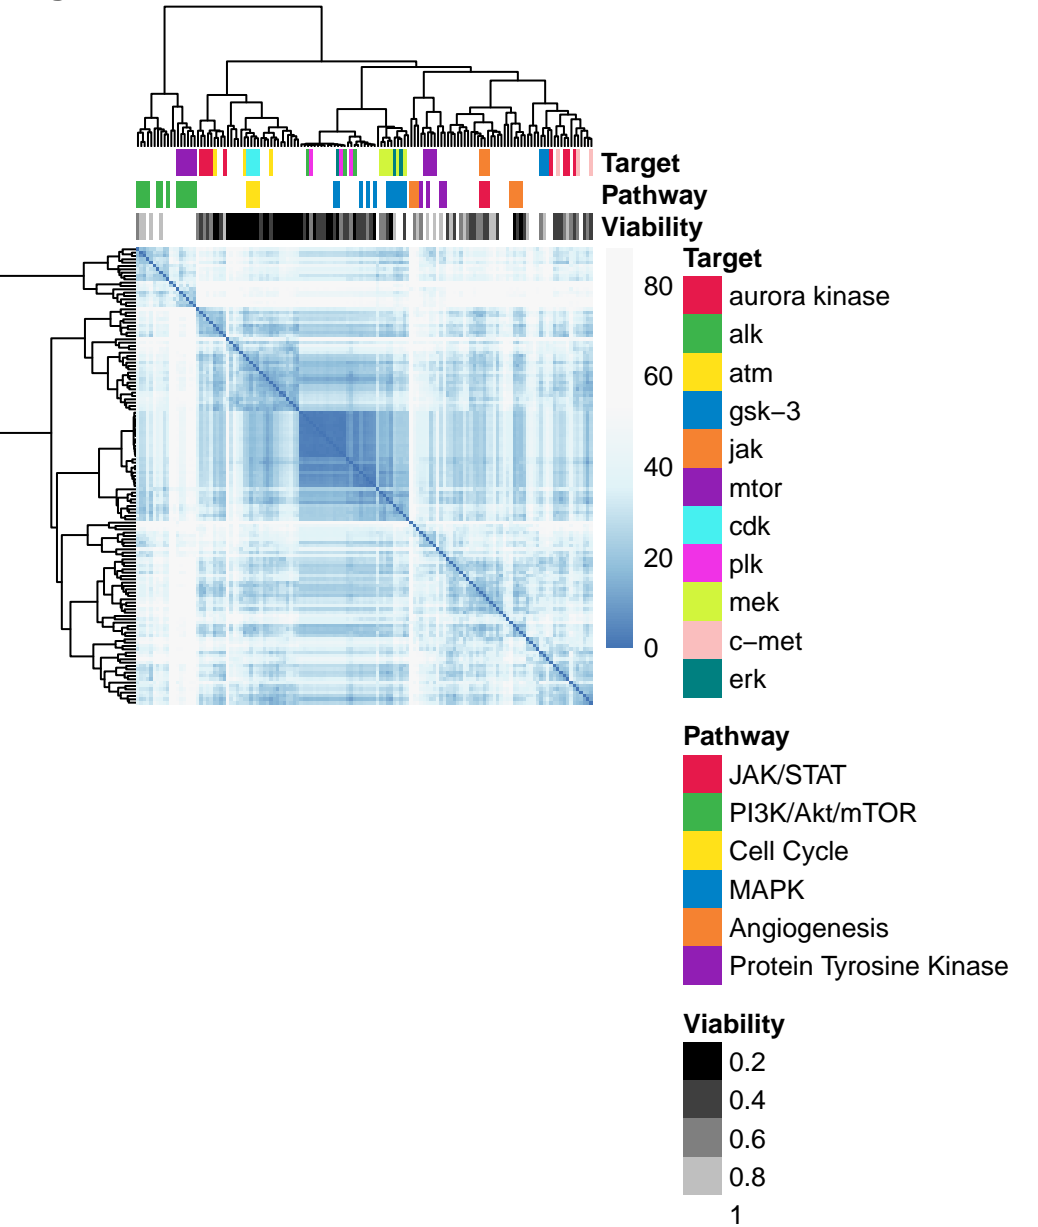 Target
Pathway
Viability
80
60
40
20
0
Target
aurora kinase
alk
atm
gsk−3
jak
mtor
cdk
plk
mek
c−met
erk
Pathway
JAK/STAT
PI3K/Akt/mTOR
Cell Cycle
MAPK
Angiogenesis
Protein Tyrosine Kinase
Viability
0.2
0.4
0.6
0.8
1